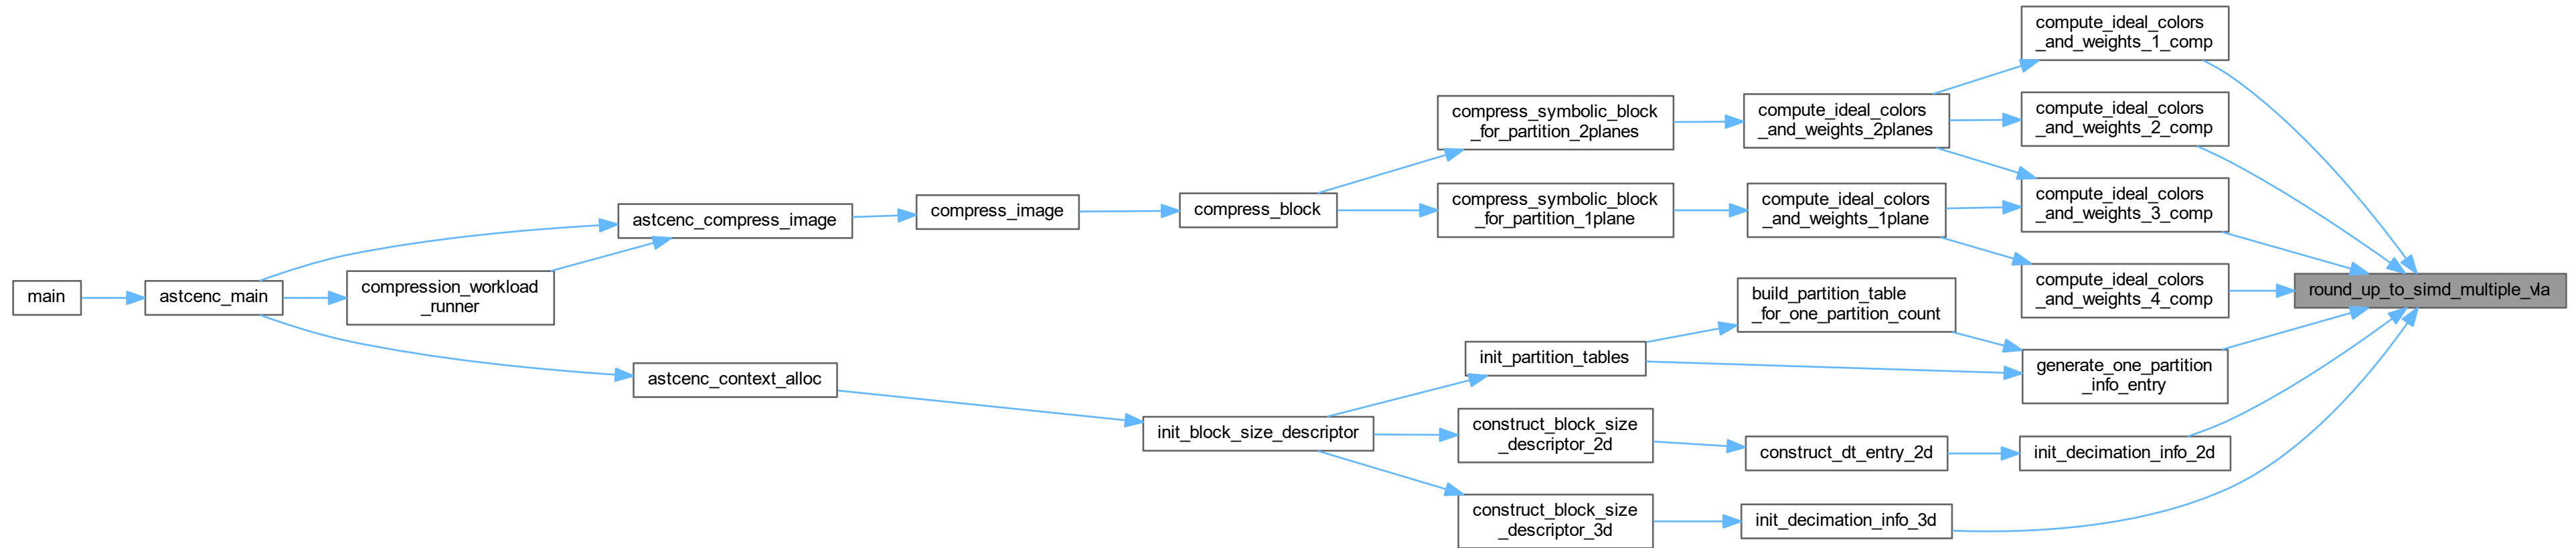 main
astcenc_main
astcenc_compress_image
compression_workload
_runner
astcenc_context_alloc
compress_image
init_block_size_descriptor
compress_block
compress_symbolic_block
_for_partition_2planes
compress_symbolic_block
_for_partition_1plane
init_partition_tables
construct_block_size
_descriptor_2d
construct_block_size
_descriptor_3d
compute_ideal_colors
_and_weights_2planes
compute_ideal_colors
_and_weights_1plane
build_partition_table
_for_one_partition_count
construct_dt_entry_2d
init_decimation_info_3d
compute_ideal_colors
_and_weights_1_comp
compute_ideal_colors
_and_weights_2_comp
compute_ideal_colors
_and_weights_3_comp
compute_ideal_colors
_and_weights_4_comp
generate_one_partition
_info_entry
init_decimation_info_2d
round_up_to_simd_multiple_vla